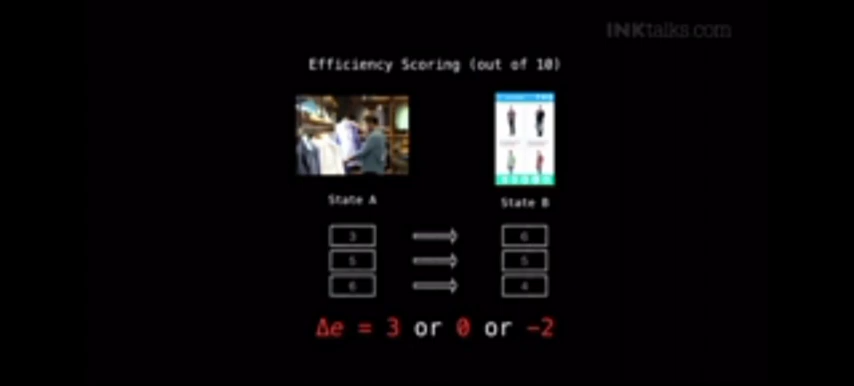 INKtalks.com
Efficiency Scoring (out of 10)
State A
State B
3
6
5
5
6
4
Δe = 3 or 0 or -2